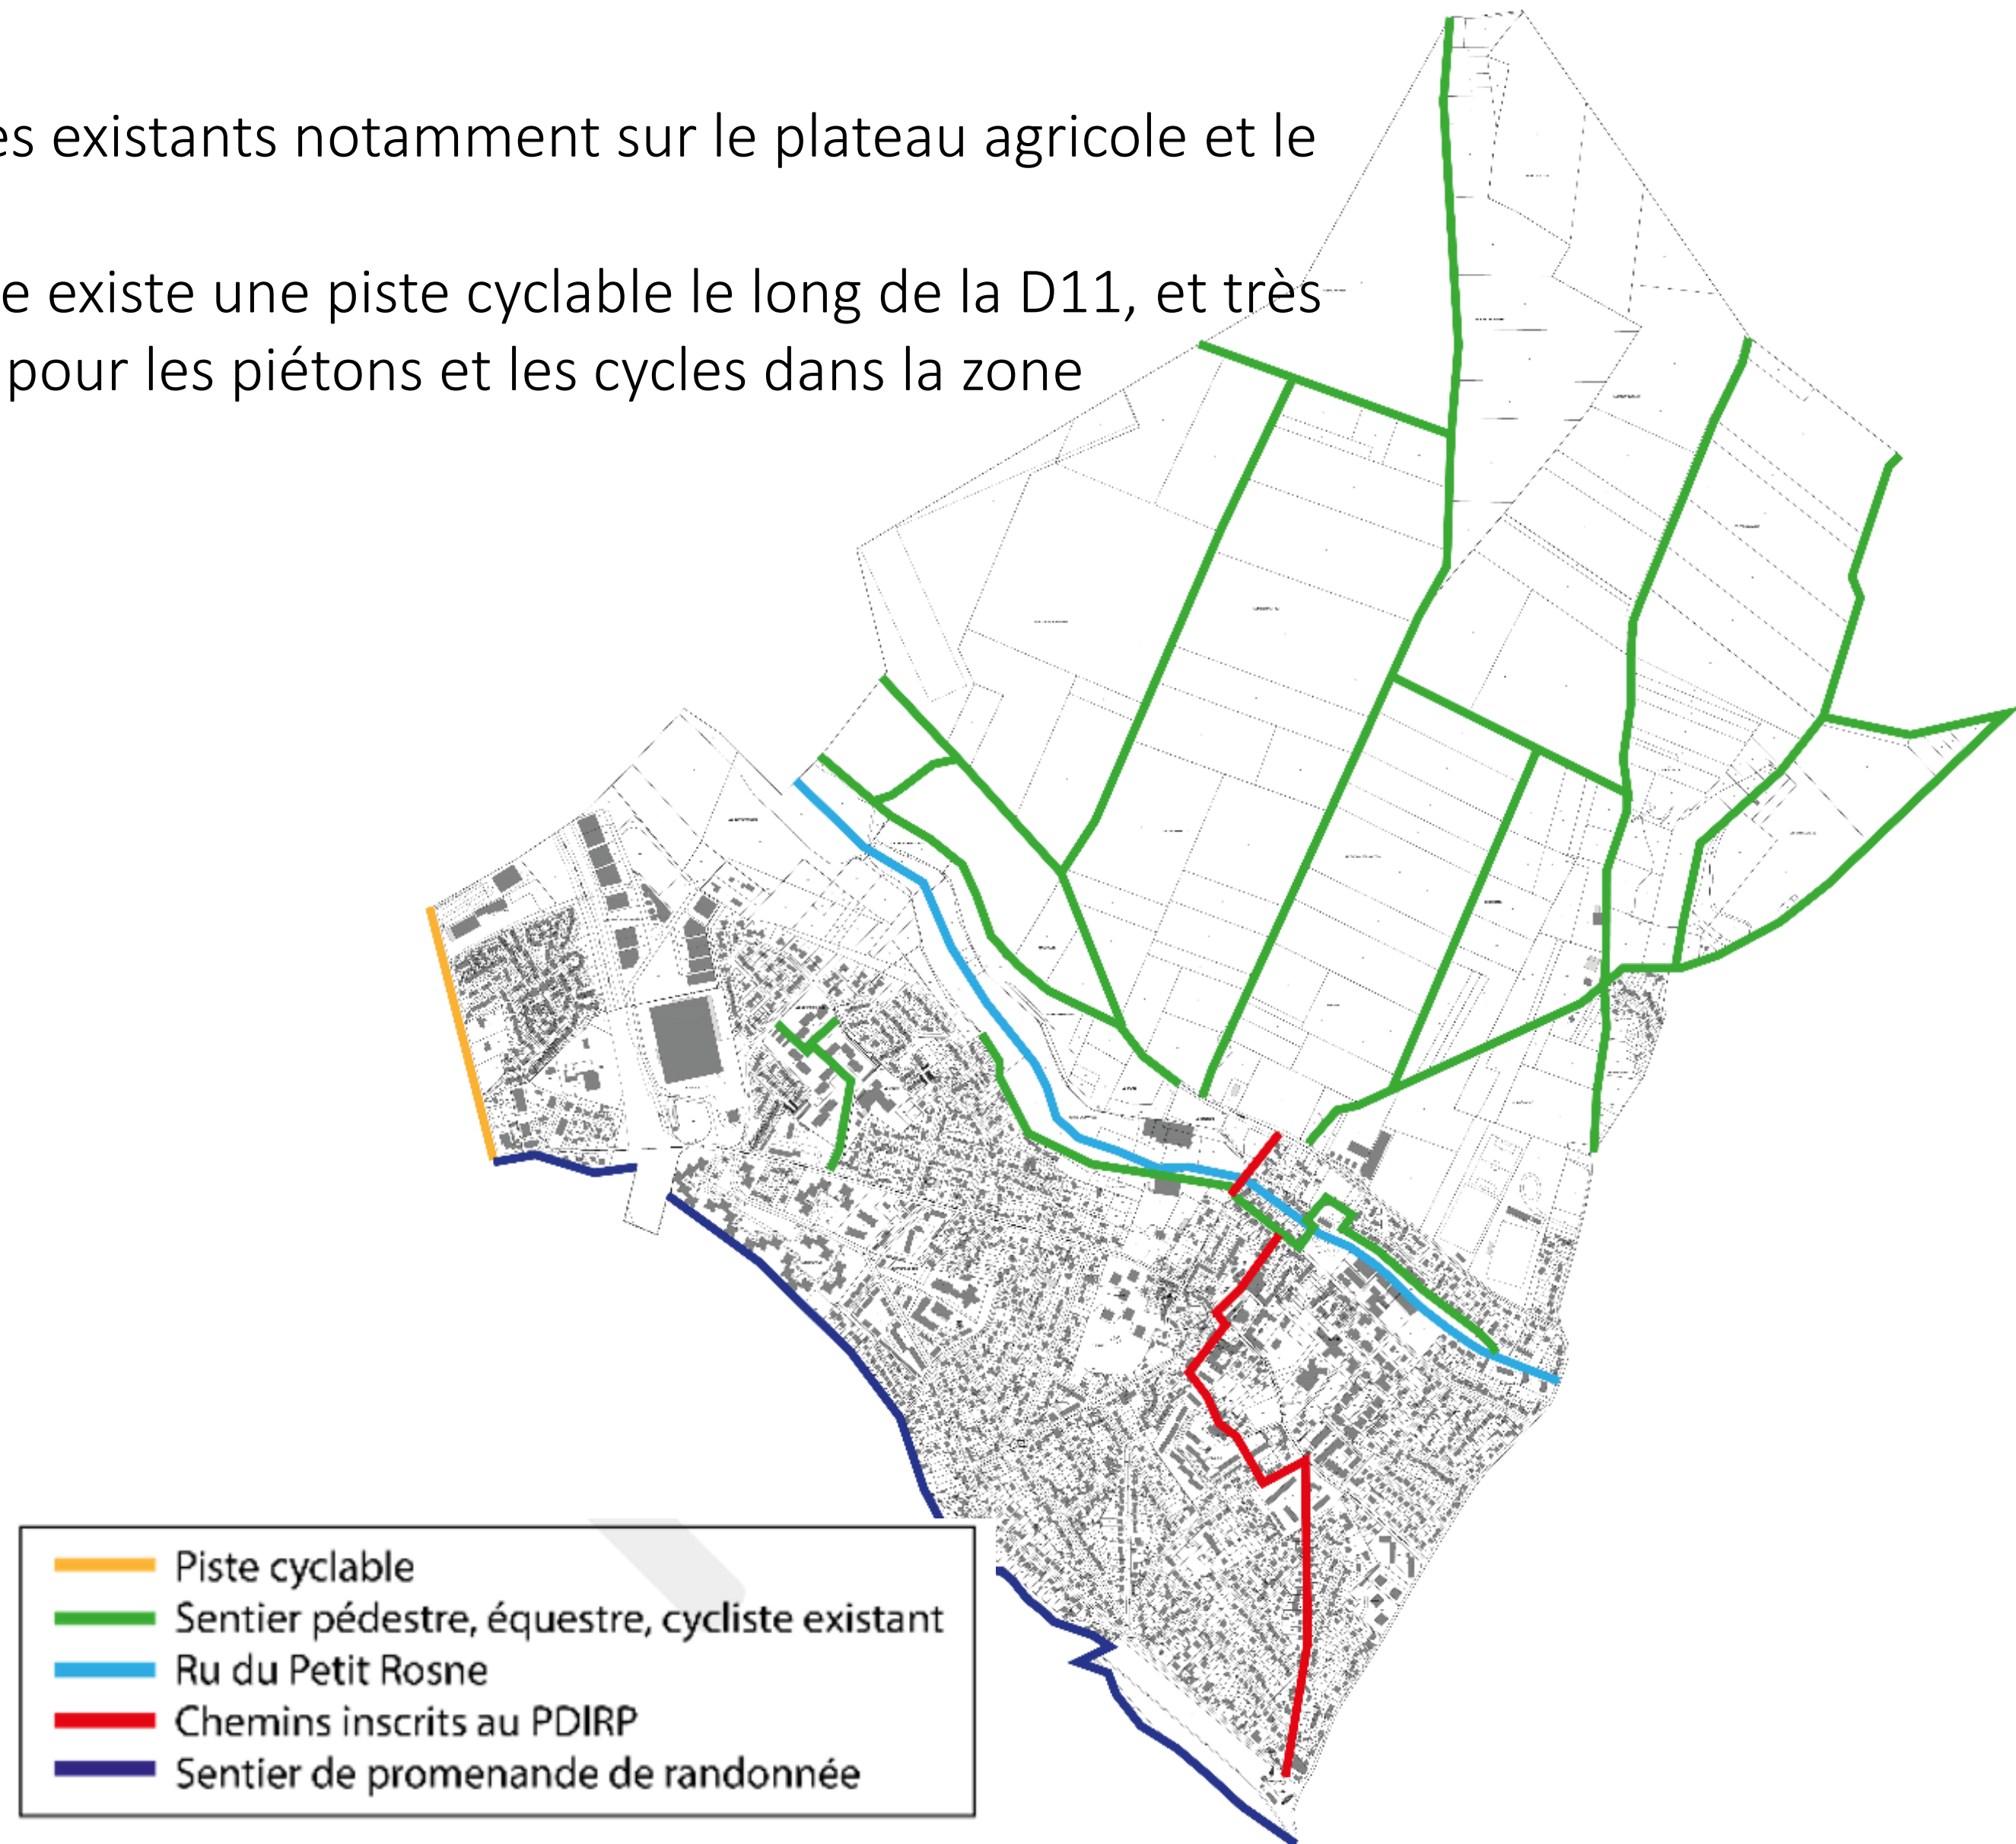 es existants notamment sur le plateau agricole et le
e existe une piste cyclable le long de la D11, et très
pour les piétons et les cycles dans la zone
Piste cyclable
Sentier pédestre, équestre, cycliste existant
Ru du Petit Rosne
Chemins inscrits au PDIRP
Sentier de promenande de randonnée